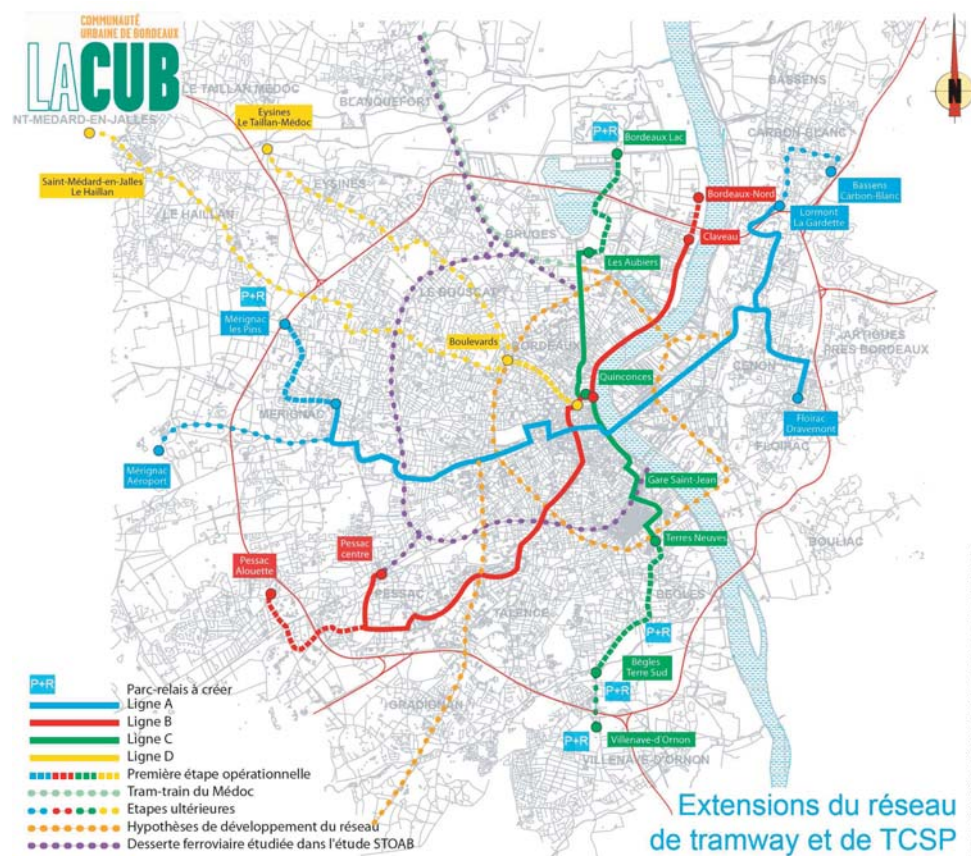 COMMUNAUTÉ
URBAINE DE BORDEAUX
LACUB
NT-MEDARD-EN-JALLES
LE TAILLAN MEDOC
BLANQUEFORT
BASSENS
CARBON-BLANC
N
Eysines
Le Taillan-Médoc
P+R
Bordeaux Lac
Saint-Médard-en-Jalles
Le Haillan
EYSINES
Bordeaux-Nord
Bassens
Carbon-Blanc
LE HAILLAN
Lormont
La Gardette
BRUGES
Claveau
Les Aubiers
P+R
LE BOUSCAT
Mérignac
les Pins
Boulevards
BORDEAUX
ARTIGUES
PRES BORDEAUX
CENON
Quinconces
MERIGNAC
Floirac
Dravemont
FLOIRAC
Mérignac
Aéroport
Gare Saint-Jean
Terres Neuves
BOULIAC
Pessac
centre
Pessac
Alouette
PESSAC
BEGLES
TALENCE
P+R
Bègles
Terre Sud
GRADIGNAN
P+R
P+R
Villenave-d'Ornon
VILLENAVE-D'ORNON
P+R
Parc-relais à créer
Ligne A
Ligne B
Ligne C
Ligne D
Première étape opérationnelle
Tram-train du Médoc
Etapes ultérieures
Hypothèses de développement du réseau
Desserte ferroviaire étudiée dans l'étude STOAB
Extensions du réseau
de tramway et de TCSP